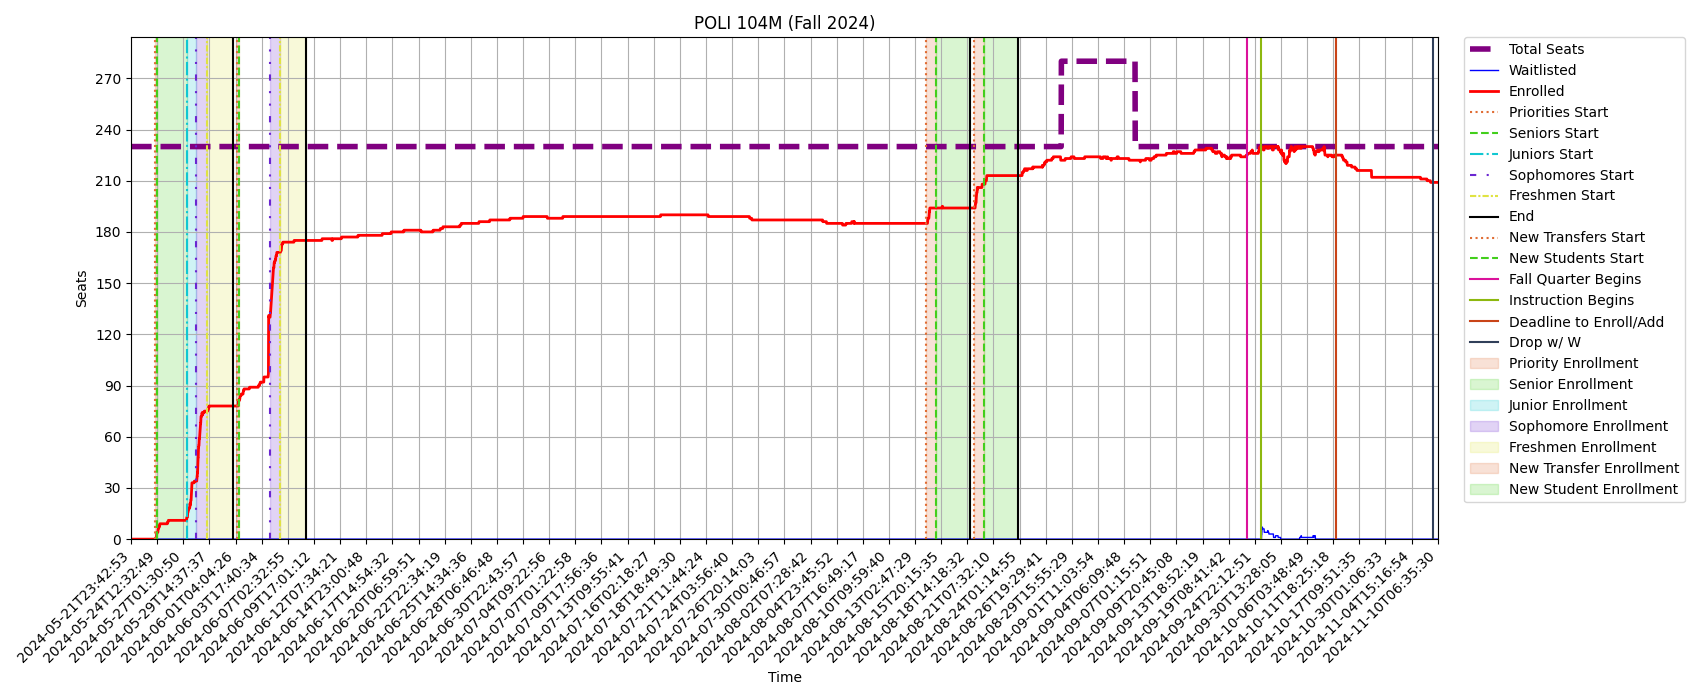 POLI 104M (Fall 2024)
Seats
270
240
210
180
150
120
90
60
30
0
2024-05-21T23:42:53
2024-05-24T12:32:49
2024-05-27T01:30:50
2024-05-29T14:37:37
2024-06-01T04:04:26
2024-06-03T17:40:34
2024-06-07T02:32:55
2024-06-09T17:01:12
2024-06-12T07:34:21
2024-06-14T23:00:48
2024-06-17T14:54:32
2024-06-20T06:59:51
2024-06-22T22:34:19
2024-06-25T14:34:36
2024-06-28T06:46:48
2024-06-30T22:43:57
2024-07-04T09:22:56
2024-07-07T01:22:58
2024-07-09T17:56:36
2024-07-13T09:55:41
2024-07-16T02:18:27
2024-07-18T18:49:30
2024-07-21T11:44:24
2024-07-24T03:56:40
2024-07-26T20:14:03
2024-07-30T00:46:57
2024-08-02T07:28:42
2024-08-04T23:45:52
2024-08-07T16:49:17
2024-08-10T09:59:40
2024-08-13T02:47:29
2024-08-15T20:15:35
2024-08-18T14:18:32
2024-08-21T07:32:10
2024-08-24T01:14:55
2024-08-26T19:29:41
2024-08-29T15:55:29
2024-09-01T11:03:54
2024-09-04T06:09:48
2024-09-07T01:15:51
2024-09-09T20:45:08
2024-09-13T18:52:19
2024-09-19T08:41:42
2024-09-24T22:12:51
2024-09-30T13:28:05
2024-10-06T03:48:49
2024-10-11T18:25:18
2024-10-17T09:51:35
2024-10-30T01:06:33
2024-11-04T15:16:54
2024-11-10T06:35:30
Time
Total Seats
Waitlisted
Enrolled
Priorities Start
Seniors Start
Juniors Start
Sophomores Start
Freshmen Start
End
New Transfers Start
New Students Start
Fall Quarter Begins
Instruction Begins
Deadline to Enroll/Add
Drop w/ W
Priority Enrollment
Senior Enrollment
Junior Enrollment
Sophomore Enrollment
Freshmen Enrollment
New Transfer Enrollment
New Student Enrollment